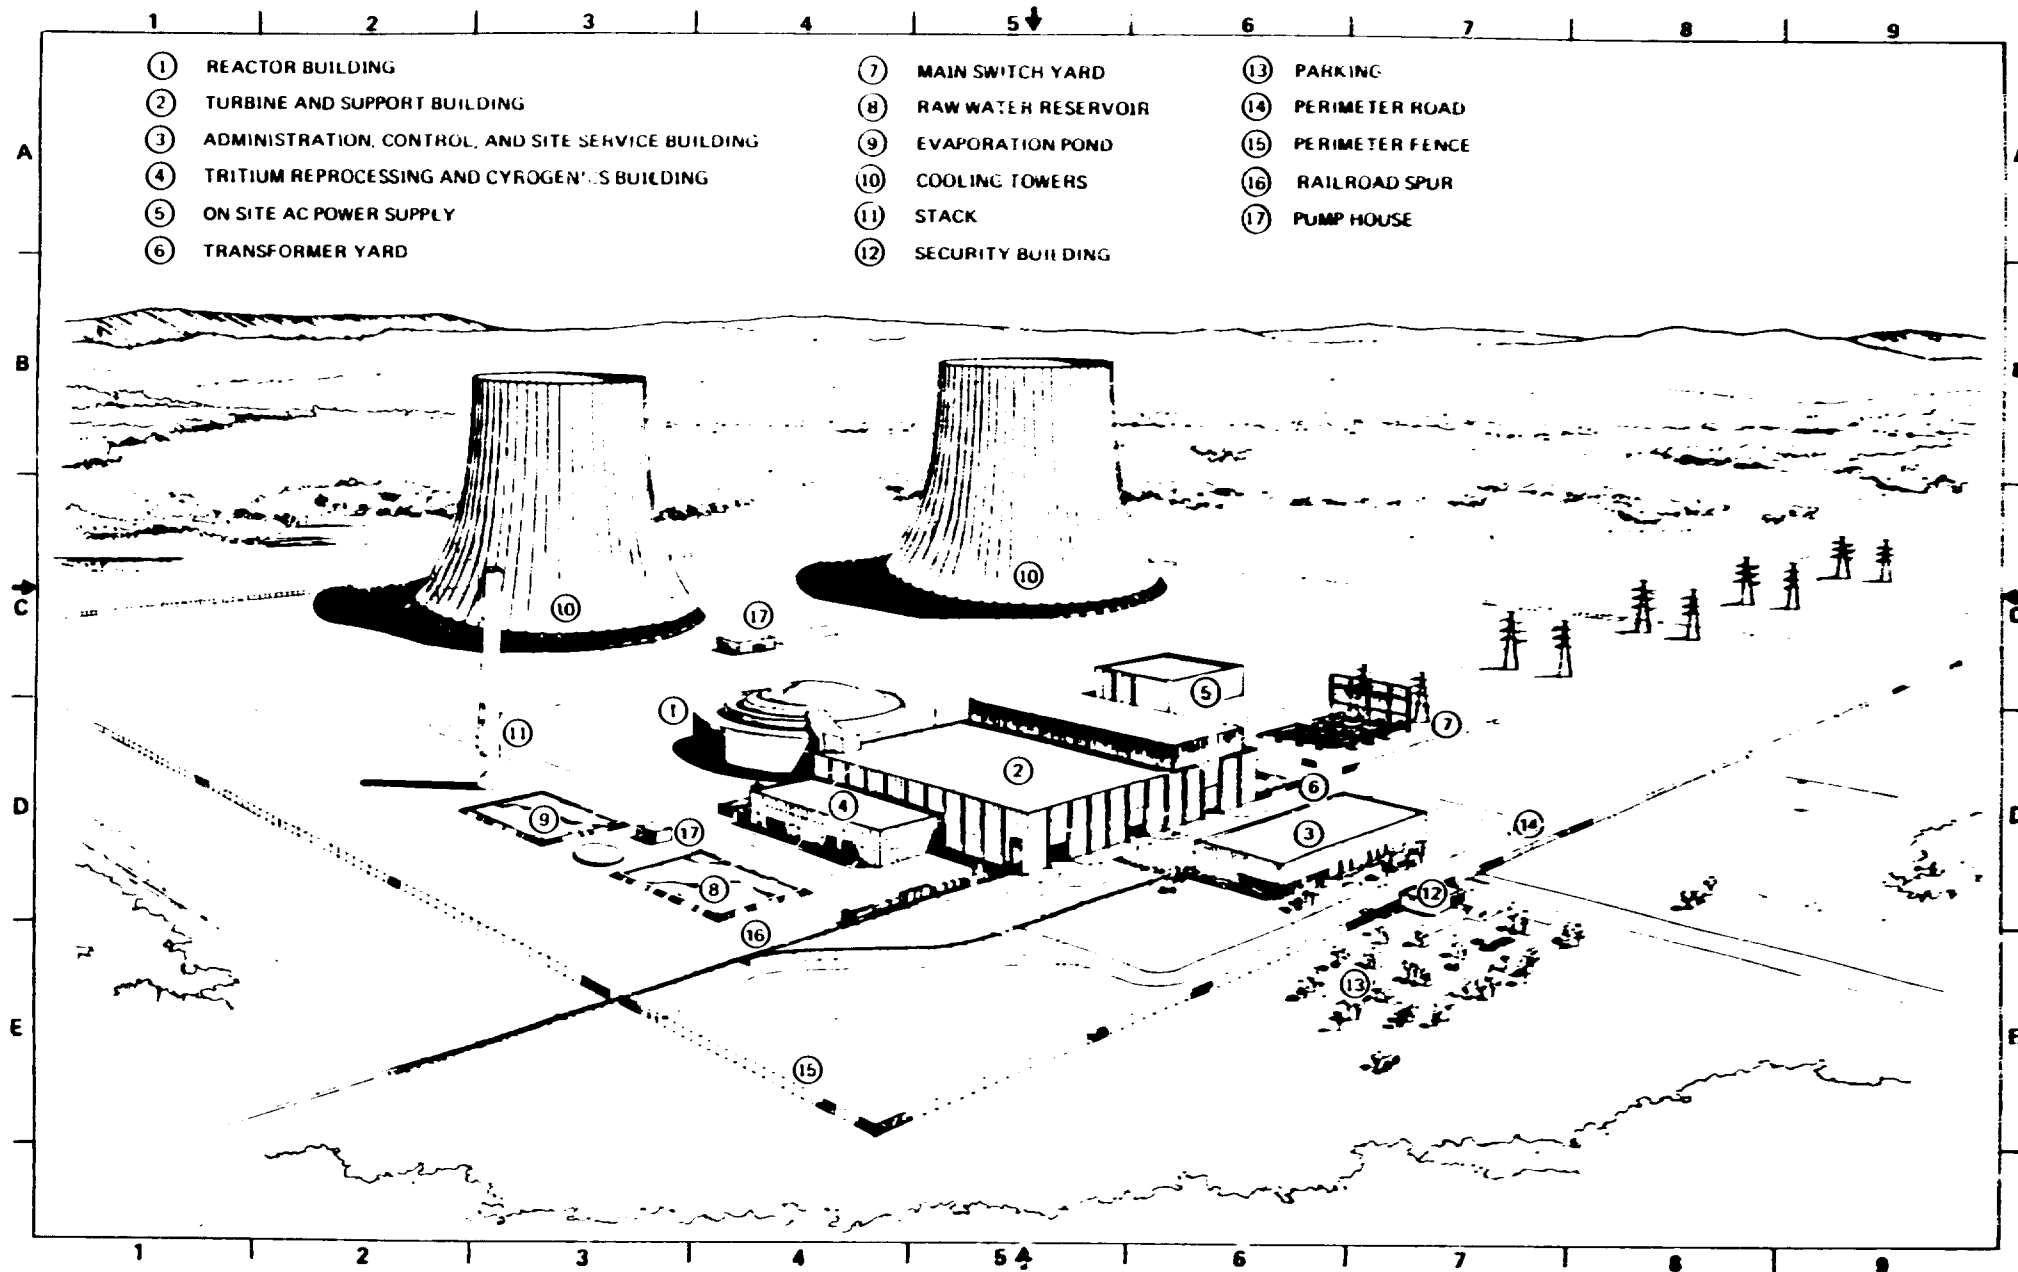 1 2 3 4 5 6 7 8 9
1 REACTOR BUILDING
2 TURBINE AND SUPPORT BUILDING
3 ADMINISTRATION, CONTROL, AND SITE SERVICE BUILDING
4 TRITIUM REPROCESSING AND BUILDING
5 ON SITE AC POWER SUPPLY
6 TRANSFORMER YARD
7 MAIN SWITCH YARD
8 RAW WATER RESERVOIR
9 EVAPORATION POND
10 COOLING TOWERS
11 STACK
12 SECURITY BUILDING
13 PARKING
14 PERIMETER ROAD
15 PERIMETER FENCE
16 RAILROAD SPUR
17 PUMP HOUSE
A
B
10
10
C
17
5
1
7
11
2
6
D
4
9
17
3
14
8
12
16
13
E
15
1 2 3 4 5 6 7 8 9